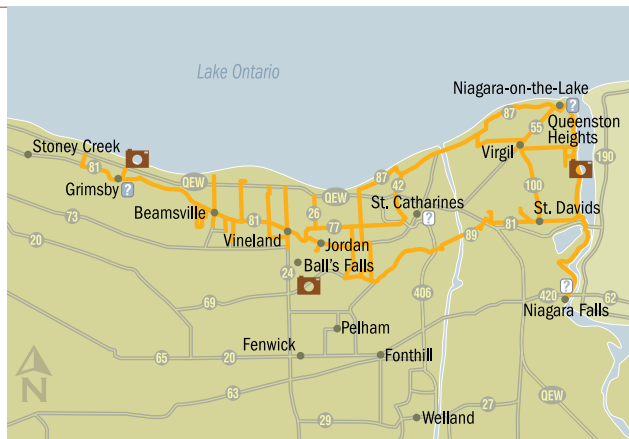 Lake Ontario
Niagara-on-the-Lake
?
87
55
Queenston
Heights
Stoney Creek
Virgil
190
81
QEW
87
Grimsby
?
QEW
42
100
Beamsville
26
St. Catharines
?
St. Davids
73
81
77
89
81
20
Vineland
Jordan
24
Ball's Falls
?
69
406
420
62
Niagara Falls
Pelham
65
20
Fenwick
Fonthill
N
63
QEW
29
Welland
27